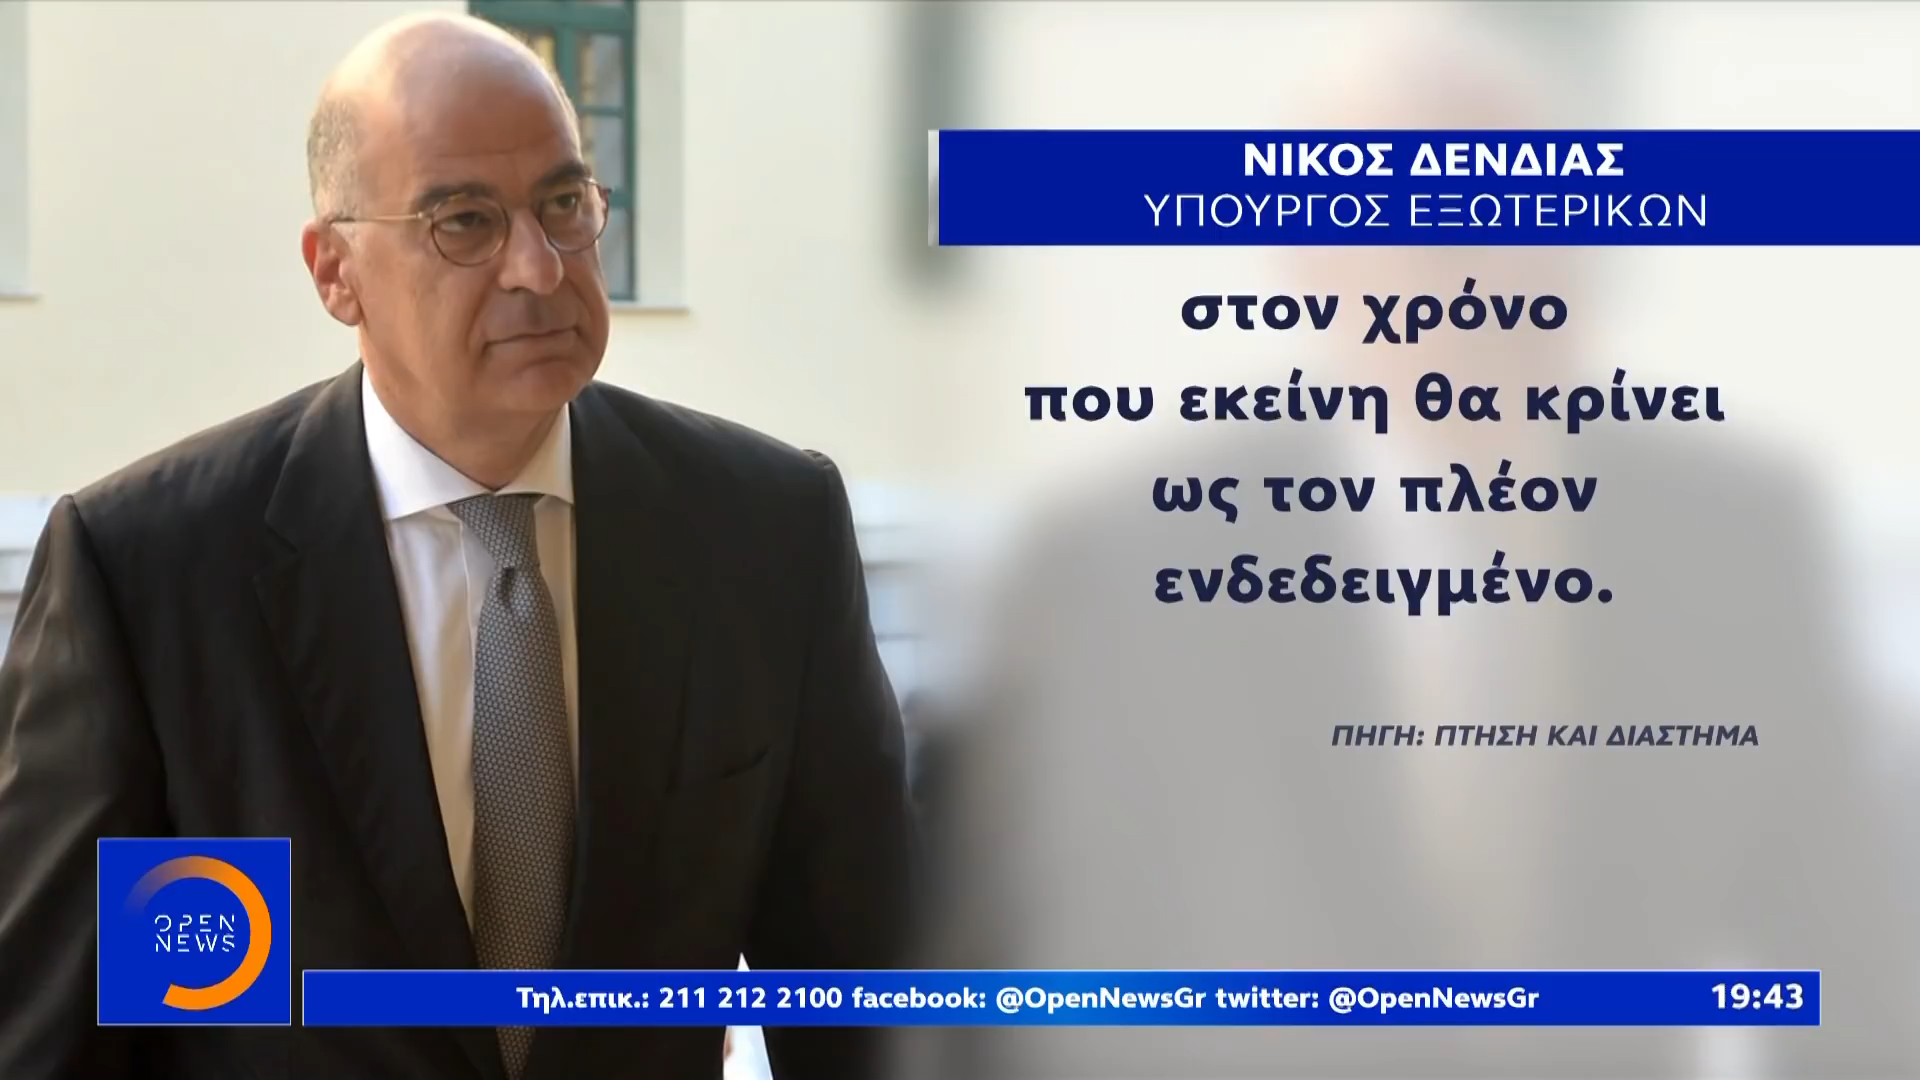 ΝΙΚΟΣ ΔΕΝΔΙΑΣ
ΥΠΟΥΡΓΟΣ ΕΞΩΤΕΡΙΚΩΝ
στον χρόνο
που εκείνη θα κρίνει
ως τον πλέον
ενδεδειγμένο.
ΠΗΓΗ: ΠΤΗΣΗ ΚΑΙ ΔΙΑΣΤΗΜΑ
OPEN
NEWS
Τηλ.επικ.: 211 212 2100 facebook: @OpenNewsGr twitter: @OpenNewsGr 19:43